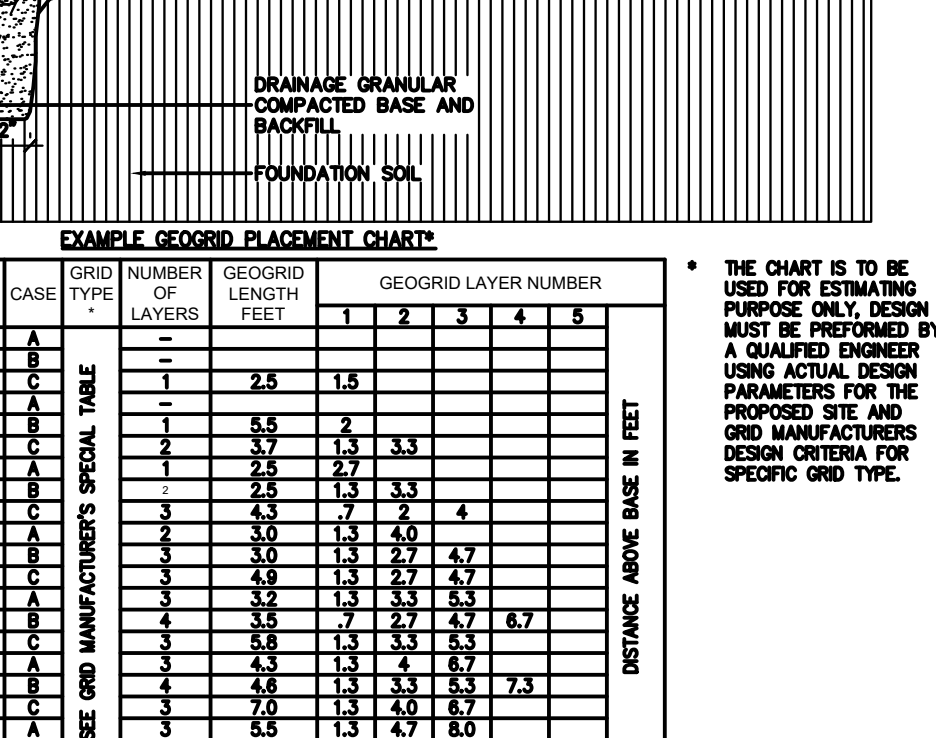 DRAINAGE GRANULAR
COMPACTED BASE AND
BACKFILL
2"
FOUNDATION SOIL
EXAMPLE GEOGRID PLACEMENT CHART*
CASE GRID TYPE * NUMBER OF LAYERS GEOGRID LENGTH FEET GEOGRID LAYER NUMBER
1 2 3 4 5
A –
B –
C 1 2.5 1.5
A –
B 1 5.5 2
C 2 3.7 1.3 3.3
A 1 2.5 2.7
B 2 2.5 1.3 3.3
C 3 4.3 .7 2 4
A 2 3.0 1.3 4.0
B 3 3.0 1.3 2.7 4.7
C 3 4.9 1.3 2.7 4.7
A 3 3.2 1.3 3.3 5.3
B 4 3.5 .7 2.7 4.7 6.7
C 3 5.8 1.3 3.3 5.3
A 3 4.3 1.3 4 6.7
B 4 4.6 1.3 3.3 5.3 7.3
C 3 7.0 1.3 4.0 6.7
A 3 5.5 1.3 4.7 8.0
SEE GRID MANUFACTURER'S SPECIAL TABLE
DISTANCE ABOVE BASE IN FEET
* THE CHART IS TO BE
USED FOR ESTIMATING
PURPOSE ONLY, DESIGN
MUST BE PREFORMED BY
A QUALIFIED ENGINEER
USING ACTUAL DESIGN
PARAMETERS FOR THE
PROPOSED SITE AND
GRID MANUFACTURERS
DESIGN CRITERIA FOR
SPECIFIC GRID TYPE.